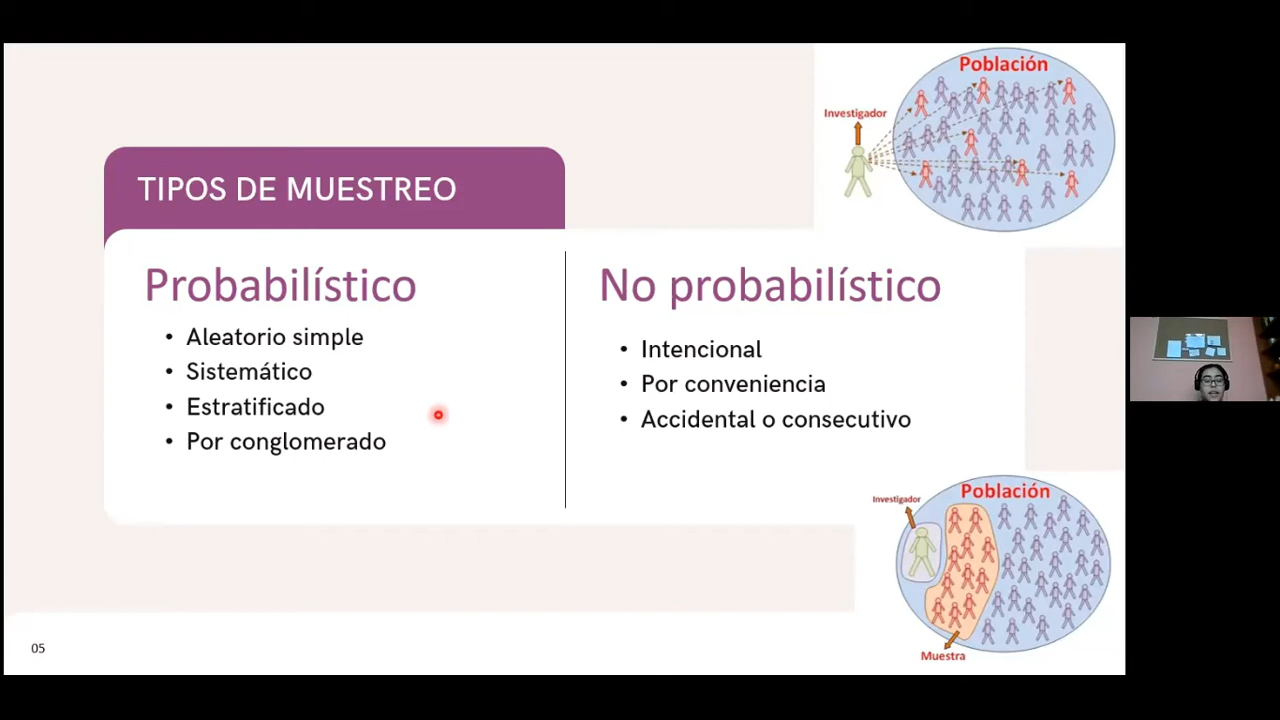 Población
Investigador
TIPOS DE MUESTREO
Probabilístico
• Aleatorio simple
• Sistemático
• Estratificado
• Por conglomerado
No probabilístico
• Intencional
• Por conveniencia
• Accidental o consecutivo
Población
Investigador
Muestra
05